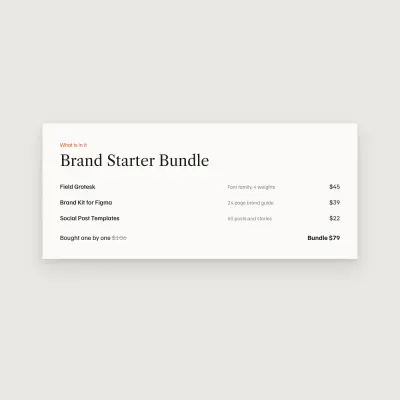 What is in it
Brand Starter Bundle
Field Grotesk Font family, 4 weights $45
Brand Kit for Figma 24 page brand guide $39
Social Post Templates 40 posts and stories $22
Bought one by one $106 Bundle $79